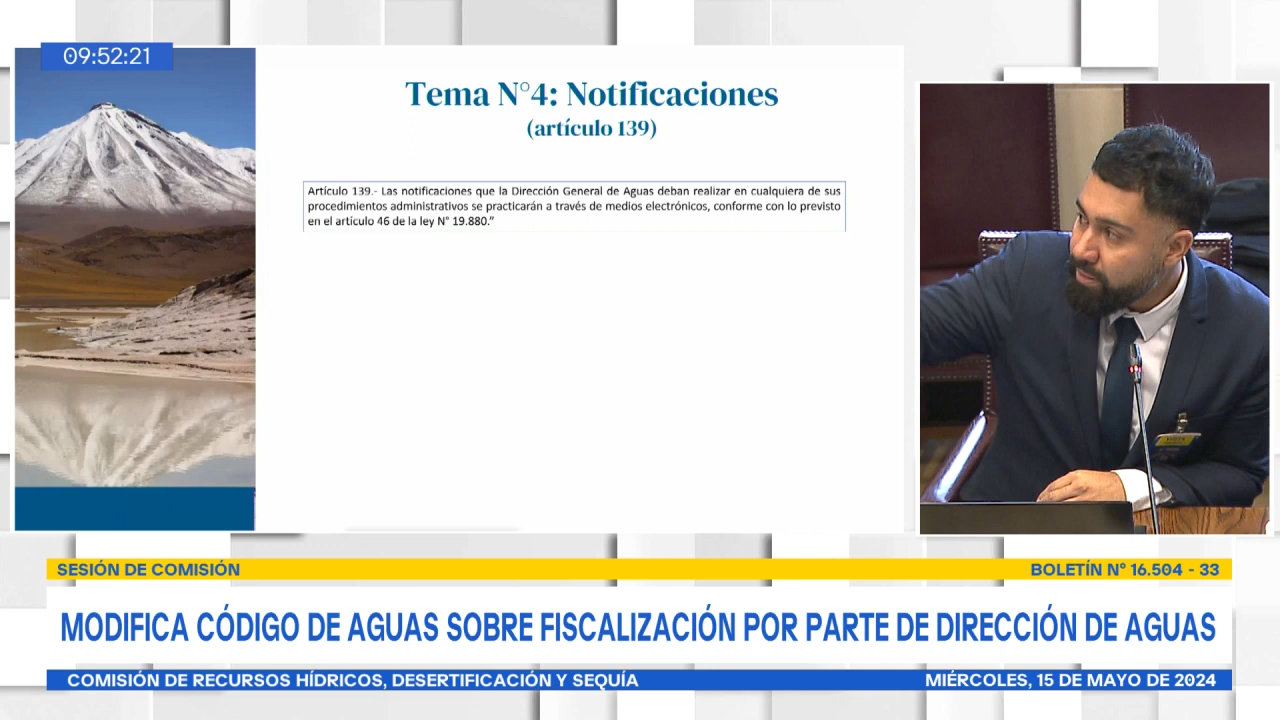 09:52:21
Tema N°4: Notificaciones
(artículo 139)
Artículo 139.- Las notificaciones que la Dirección General de Aguas deban realizar en cualquiera de sus
procedimientos administrativos se practicarán a través de medios electrónicos, conforme con lo previsto
en el artículo 46 de la ley N° 19.880.”
SESIÓN DE COMISIÓN
BOLETÍN Nº 16.504 - 33
MODIFICA CÓDIGO DE AGUAS SOBRE FISCALIZACIÓN POR PARTE DE DIRECCIÓN DE AGUAS
COMISIÓN DE RECURSOS HÍDRICOS, DESERTIFICACIÓN Y SEQUÍA
MIÉRCOLES, 15 DE MAYO DE 2024